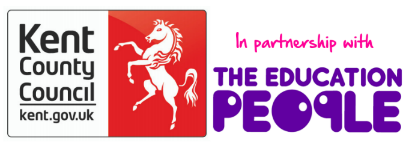 Kent
County
Council
kent.gov.uk
In partnership with
THE EDUCATION
PEOPLE